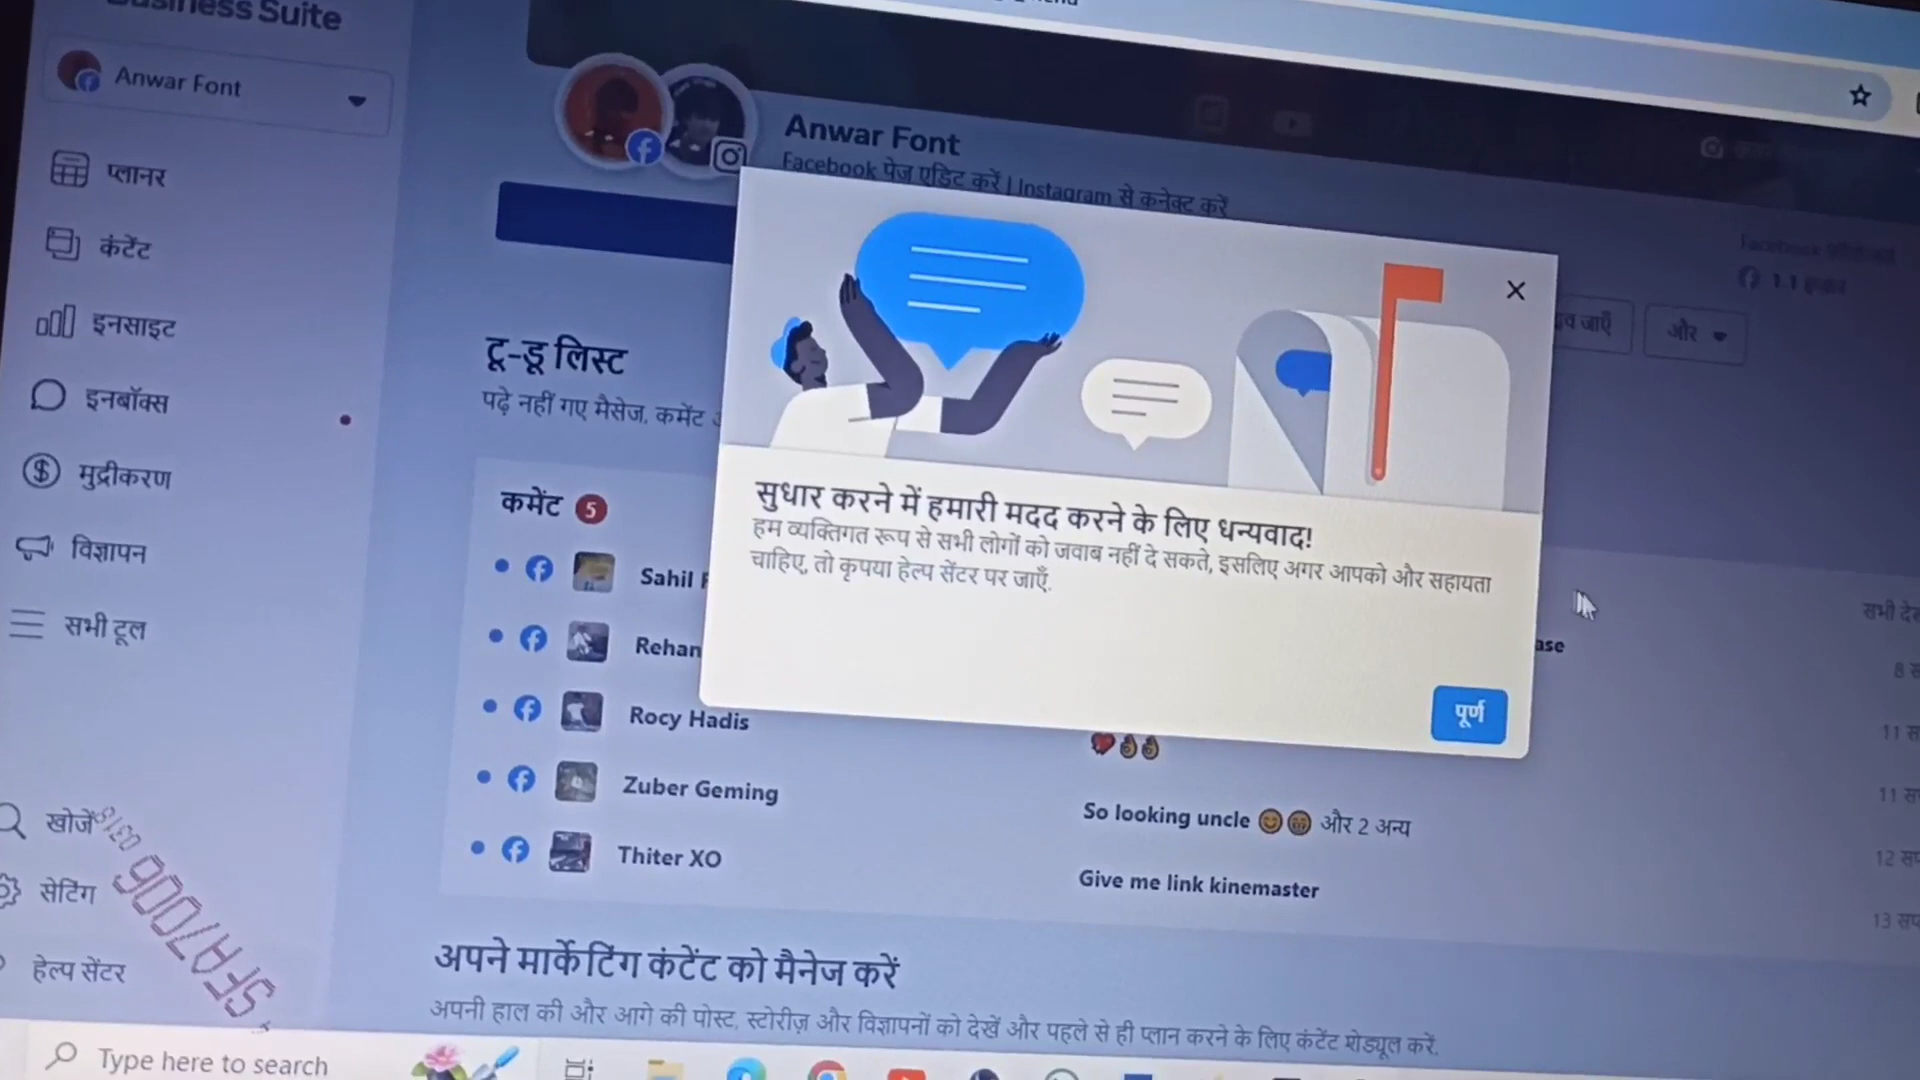 Business Suite
Anwar Font
प्लानर
कंटेंट
इनसाइट
इनबॉक्स
मुद्रीकरण
विज्ञापन
सभी टूल
खोजें
सेटिंग
हेल्प सेंटर
Anwar Font
Facebook पेज एडिट करें | Instagram से कनेक्ट करें
और
टू-डू लिस्ट
पढ़े नहीं गए मैसेज, कमेंट
कमेंट 5
Sahil
Rehan
Rocy Hadis
Zuber Geming
Thiter XO
सुधार करने में हमारी मदद करने के लिए धन्यवाद!
हम व्यक्तिगत रूप से सभी लोगों को जवाब नहीं दे सकते, इसलिए अगर आपको और सहायता
चाहिए, तो कृपया हेल्प सेंटर पर जाएँ.
पूर्ण
❤️👌👌
So looking uncle 😊😁 और 2 अन्य
Give me link kinemaster
11
11
12
13
अपने मार्केटिंग कंटेंट को मैनेज करें
अपनी हाल की और आगे की पोस्ट, स्टोरीज़ और विज्ञापनों को देखें और पहले से ही प्लान करने के लिए कंटेंट शेड्यूल करें.
Type here to search